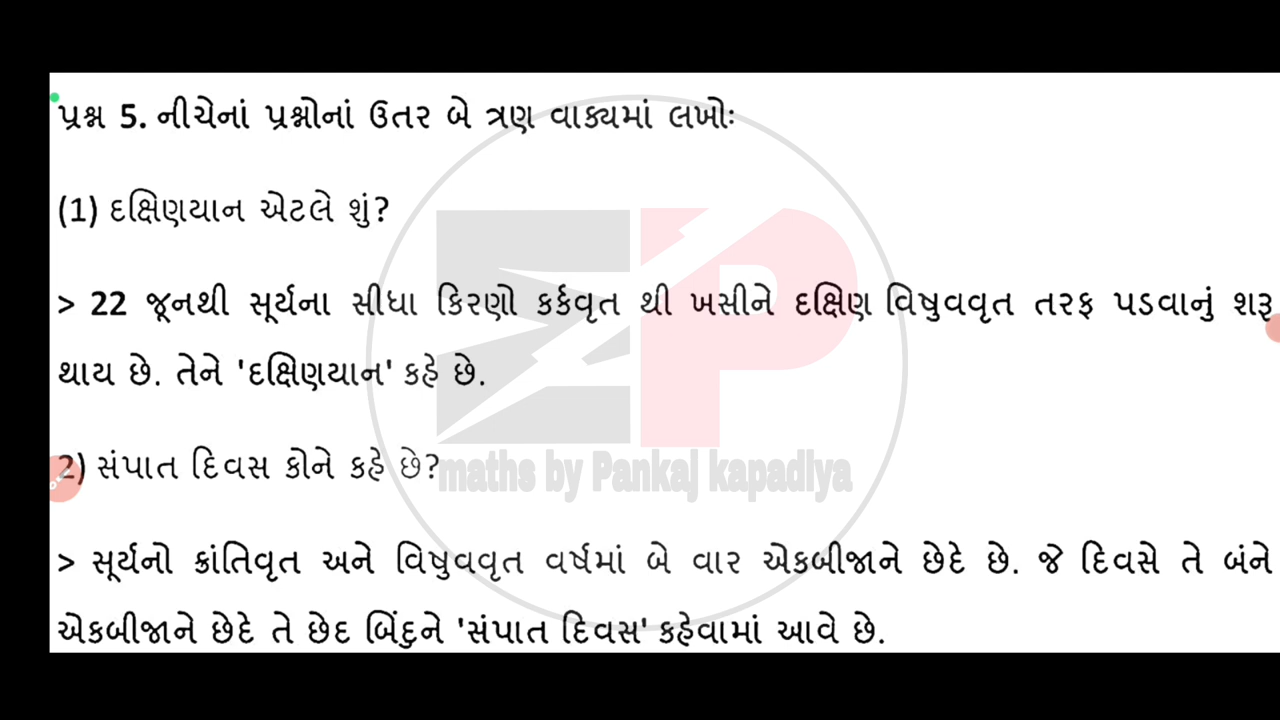 પ્રશ્ન 5. નીચેનાં પ્રશ્નોનાં ઉતર બે ત્રણ વાક્યમાં લખોઃ
(1) દક્ષિણયાન એટલે શું?
> 22 જૂનથી સૂર્યના સીધા કિરણો કર્કવૃત થી ખસીને દક્ષિણ વિષુવવૃત તરફ પડવાનું શરૂ
થાય છે. તેને 'દક્ષિણયાન' કહે છે.
2) સંપાત દિવસ કોને કહે છે?
maths by Pankaj kapadiya
> સૂર્યનો ક્રાંતિવૃત અને વિષુવવૃત વર્ષમાં બે વાર એકબીજાને છેદે છે. જે દિવસે તે બંને
એકબીજાને છેદે તે છેદ બિંદુને 'સંપાત દિવસ' કહેવામાં આવે છે.